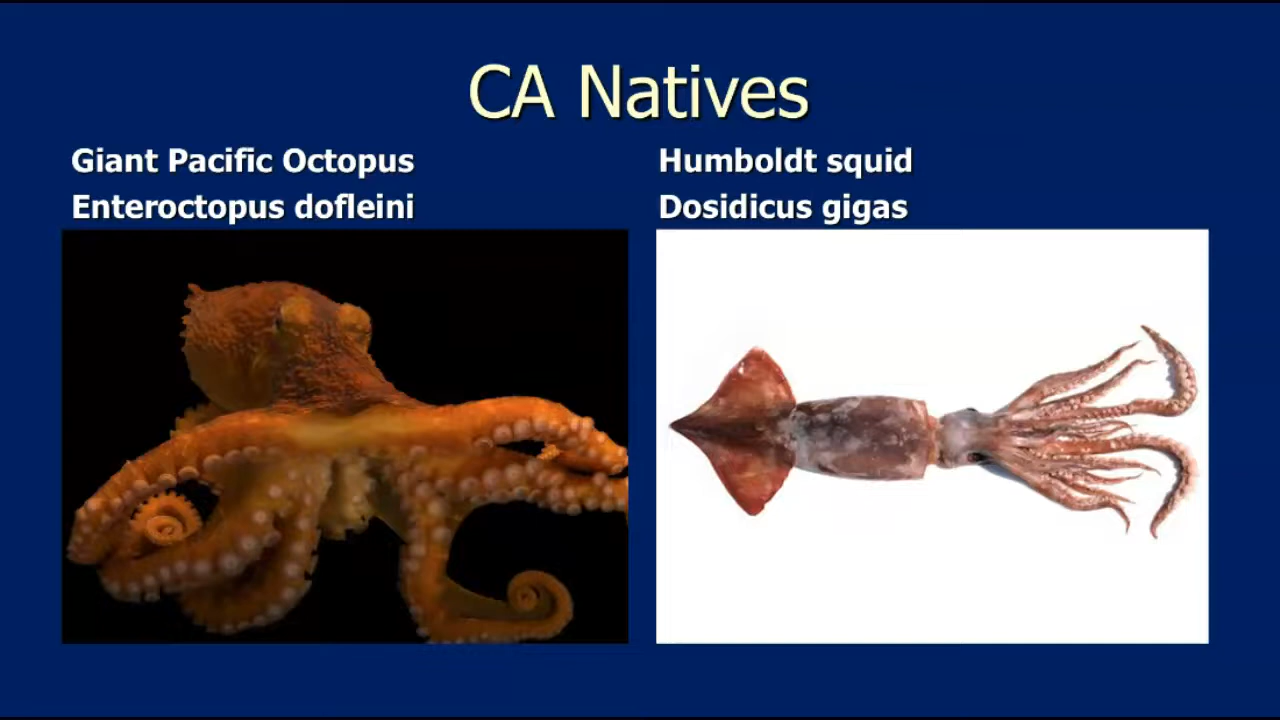 CA Natives
Giant Pacific Octopus
Enteroctopus dofleini
Humboldt squid
Dosidicus gigas